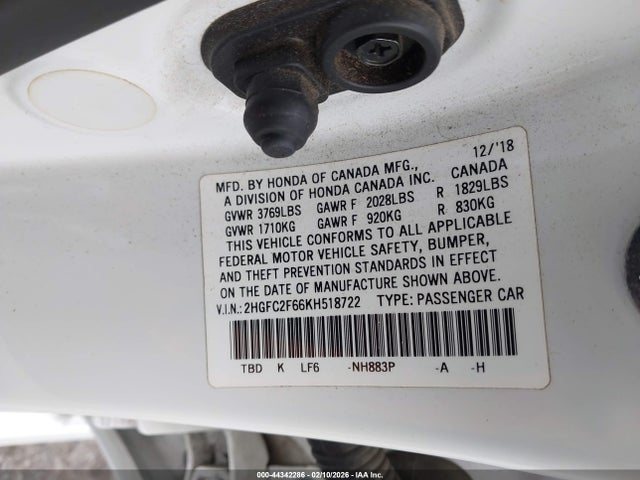 12/'18
MFD. BY HONDA OF CANADA MFG., CANADA
A DIVISION OF HONDA CANADA INC.
GVWR 3769LBS GAWR F 2028LBS R 1829LBS
GVWR 1710KG GAWR F 920KG R 830KG
THIS VEHICLE CONFORMS TO ALL APPLICABLE
FEDERAL MOTOR VEHICLE SAFETY, BUMPER,
AND THEFT PREVENTION STANDARDS IN EFFECT
ON THE DATE OF MANUFACTURE SHOWN ABOVE.
V.I.N.: 2HGFC2F66KH518722 TYPE: PASSENGER CAR
TBD K LF6 -NH883P -A -H
000-44342286 - 02/10/2026 - IAA Inc.